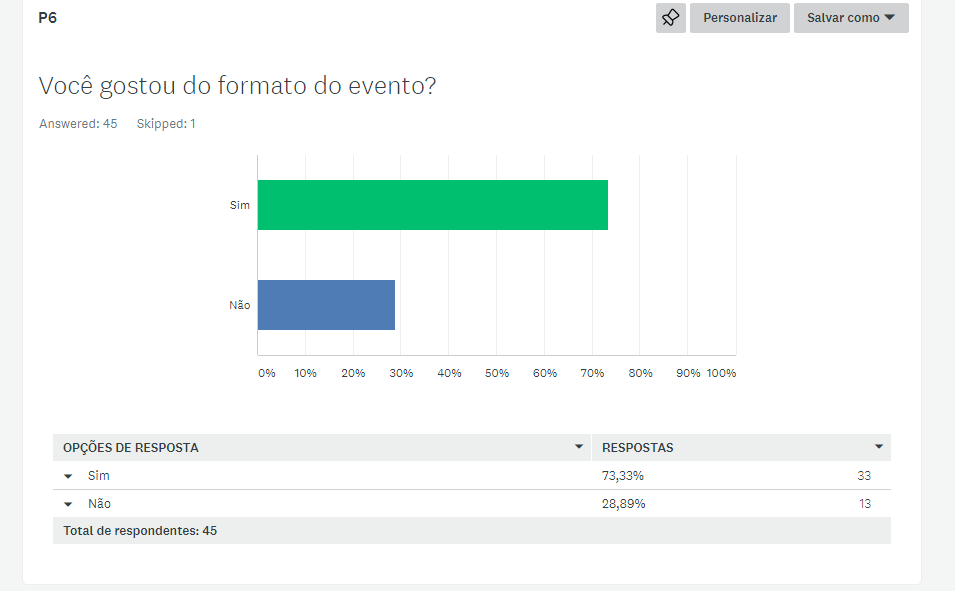 P6
Personalizar
Salvar como
Você gostou do formato do evento?
Answered: 45 Skipped: 1
Sim
Não
0% 10% 20% 30% 40% 50% 60% 70% 80% 90% 100%
OPÇÕES DE RESPOSTA RESPOSTAS
Sim 73,33% 33
Não 28,89% 13
Total de respondentes: 45